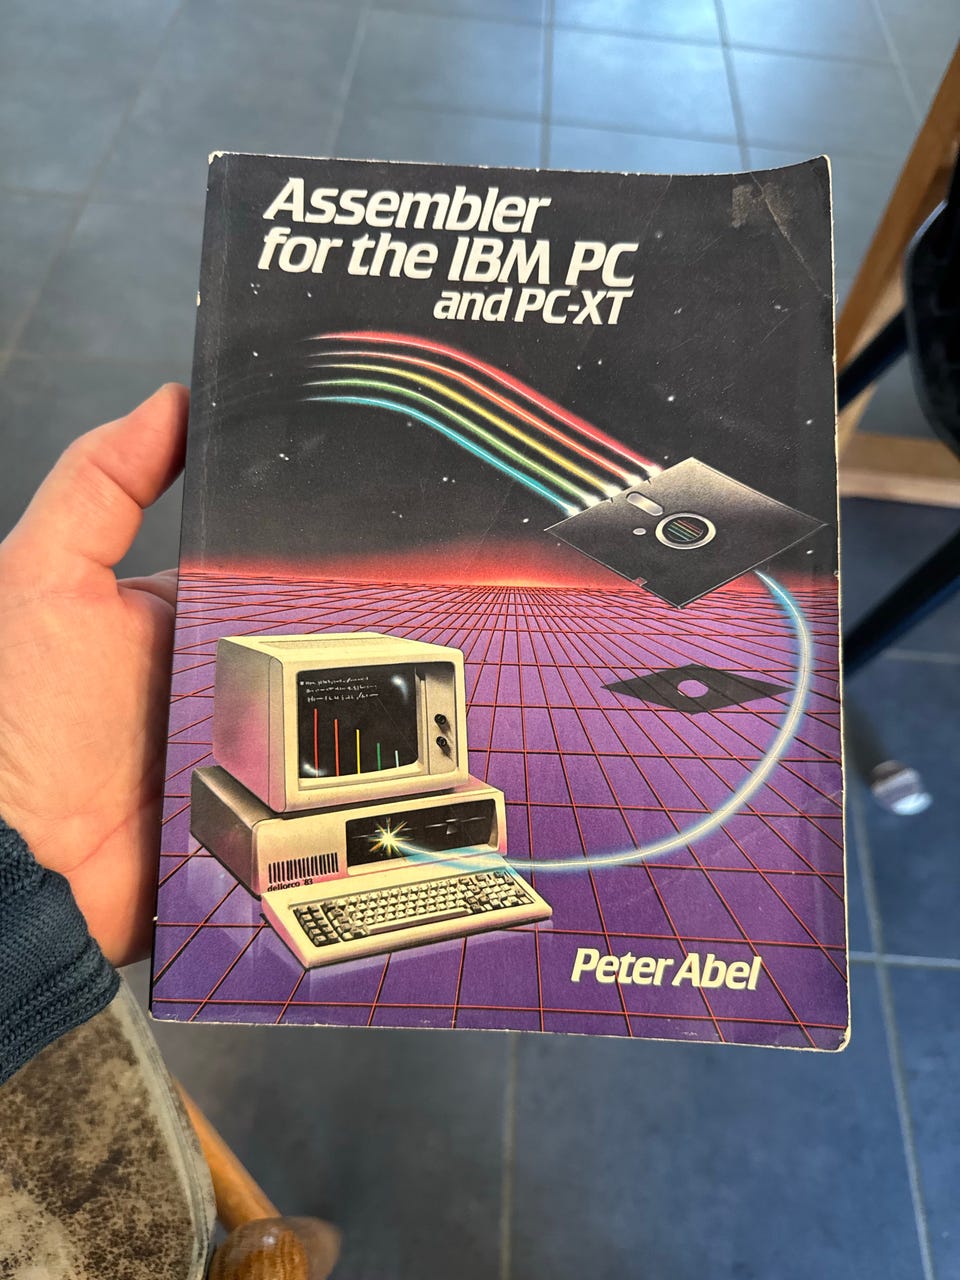 Assembler
for the IBM PC
and PC-XT
dellorco '83
Peter Abel